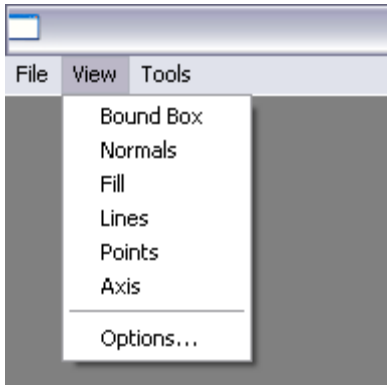 File View Tools
Bound Box
Normals
Fill
Lines
Points
Axis
Options...